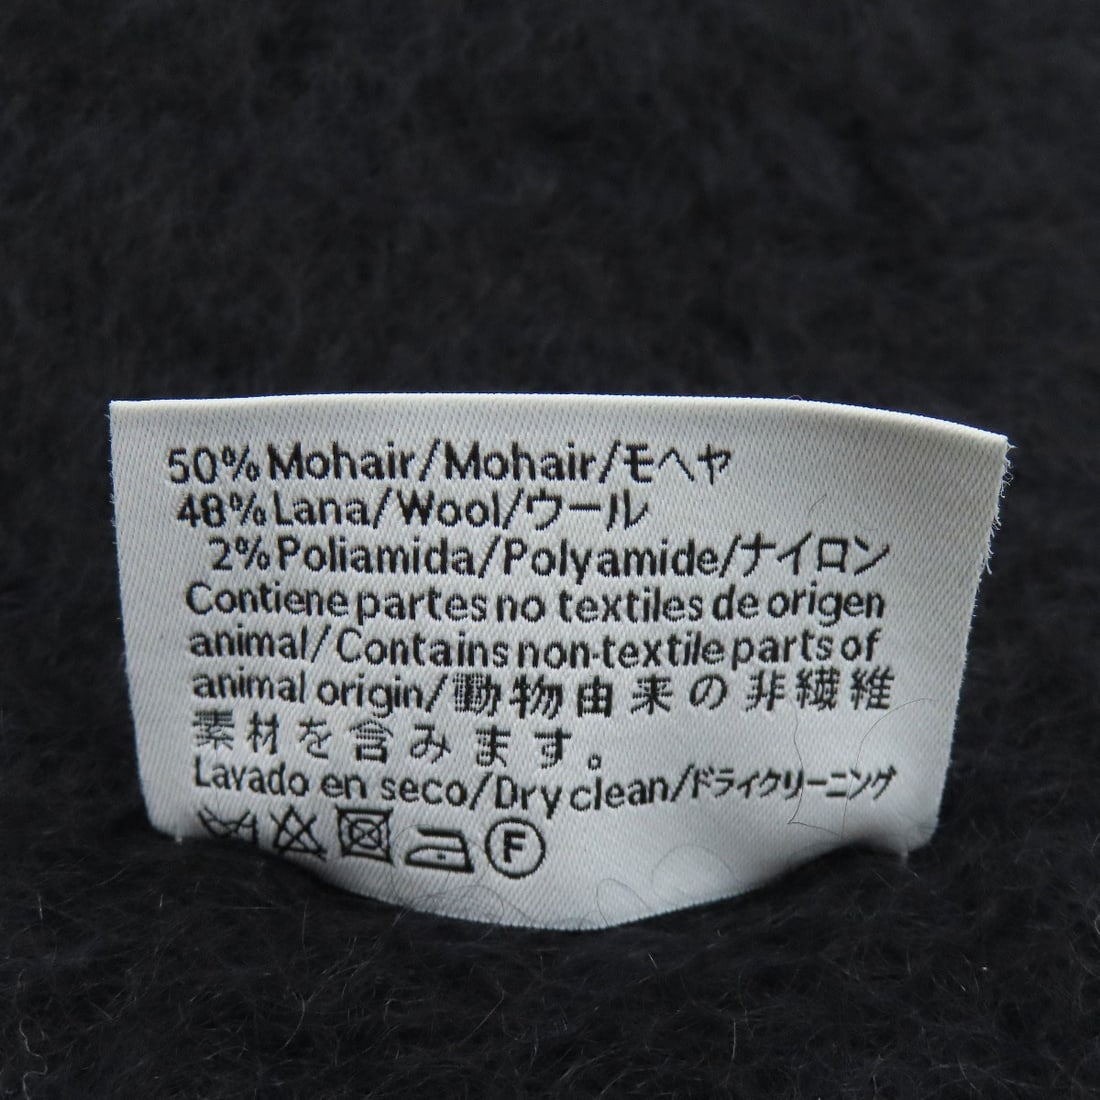 50% Mohair/Mohair/モヘヤ
48% Lana/Wool/ウール
2% Poliamida/Polyamide/ナイロン
Contiene partes no textiles de origen
animal/Contains non-textile parts of
animal origin/動物由来の非繊維
素材を含みます。
Lavado en seco/Dry clean/ドライクリーニング
F